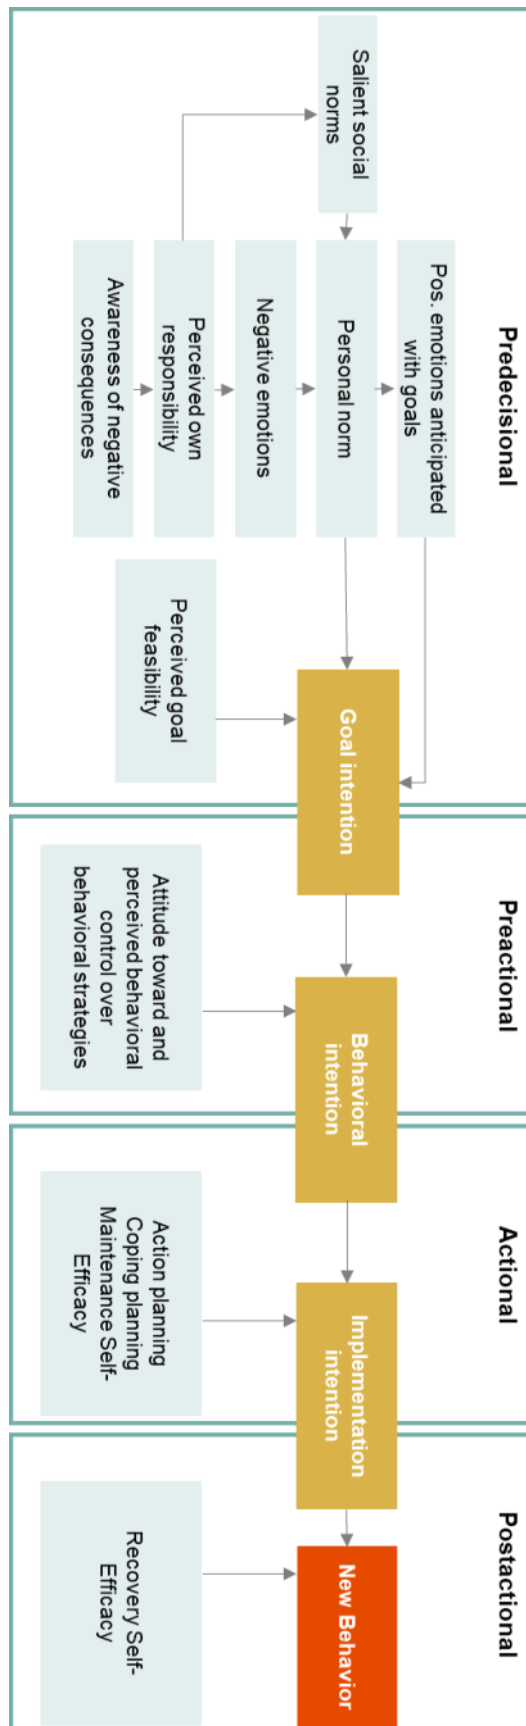 Predecisional
Pos. emotions anticipated
with goals
Salient social
norms
Personal norm
Negative emotions
Perceived own
responsibility
Awareness of negative
consequences
Goal intention
Perceived goal
feasibility
Preactional
Behavioral
intention
Attitude toward and
perceived behavioral
control over
behavioral strategies
Actional
Implementation
intention
Action planning
Coping planning
Maintenance Self-
Efficacy
Postactional
New Behavior
Recovery Self-
Efficacy